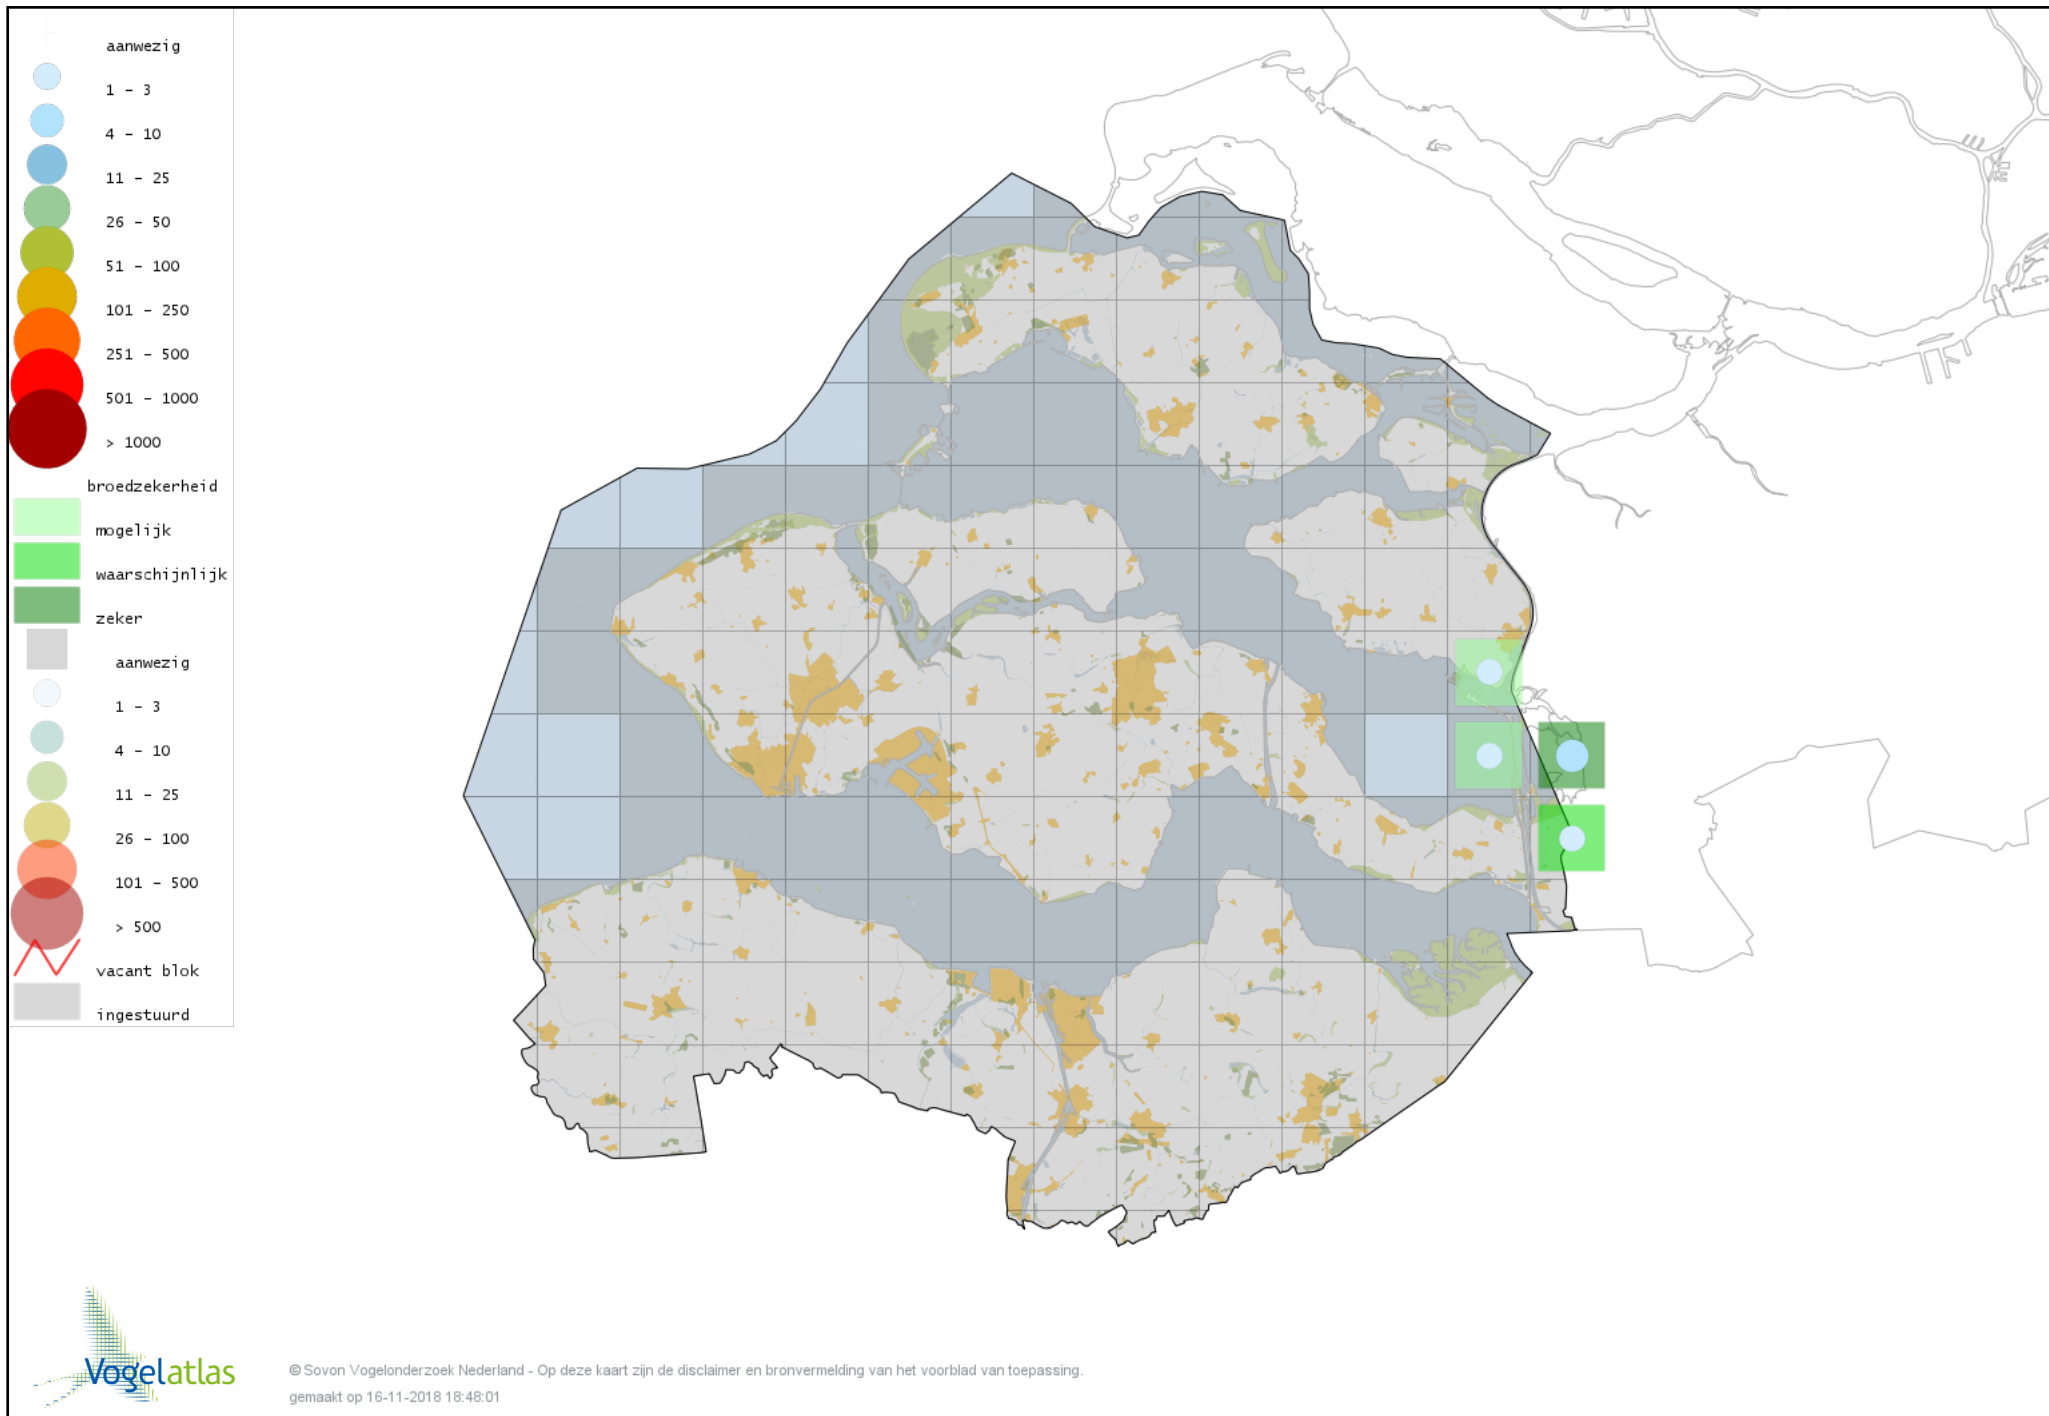 aanwezig
1 - 3
4 - 10
11 - 25
26 - 50
51 - 100
101 - 250
251 - 500
501 - 1000
> 1000
broedzekerheid
mogelijk
waarschijnlijk
zeker
aanwezig
1 - 3
4 - 10
11 - 25
26 - 100
101 - 500
> 500
vacant blok
ingestuurd
Vogelatlas
© Sovon Vogelonderzoek Nederland - Op deze kaart zijn de disclaimer en bronvermelding van het voorblad van toepassing.
gemaakt op 16-11-2018 18:48:01